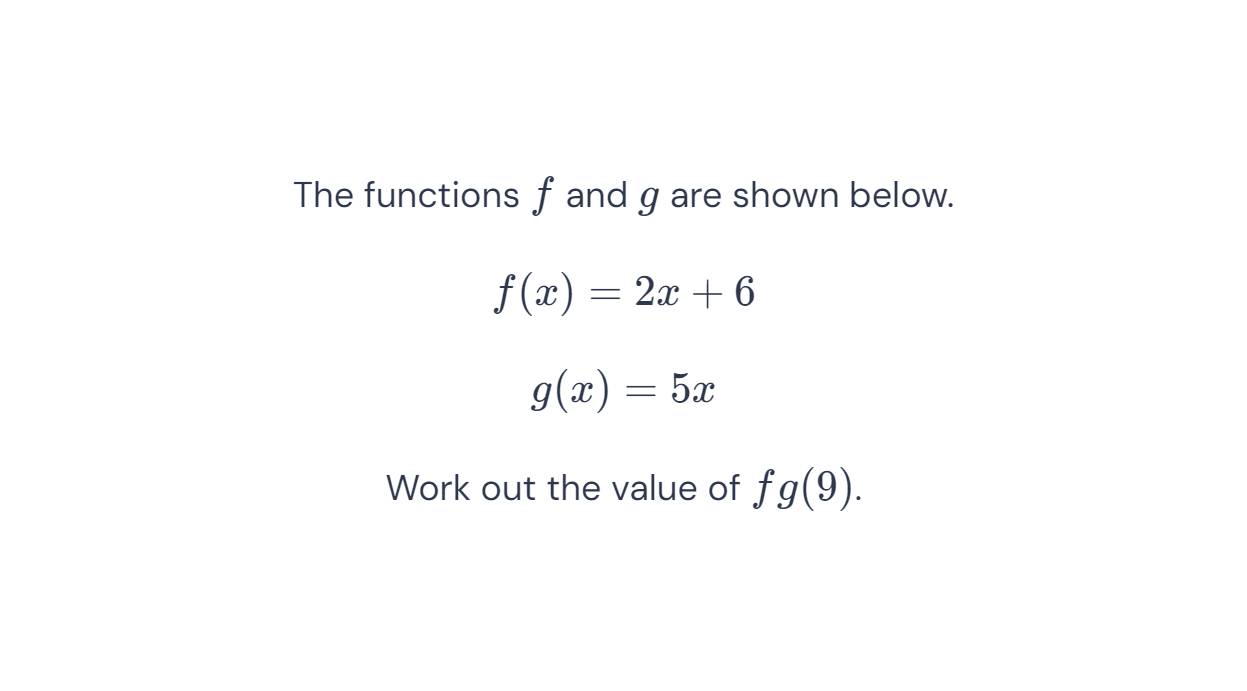 The functions f and g are shown below.
f(x) = 2x + 6
g(x) = 5x
Work out the value of fg(9).